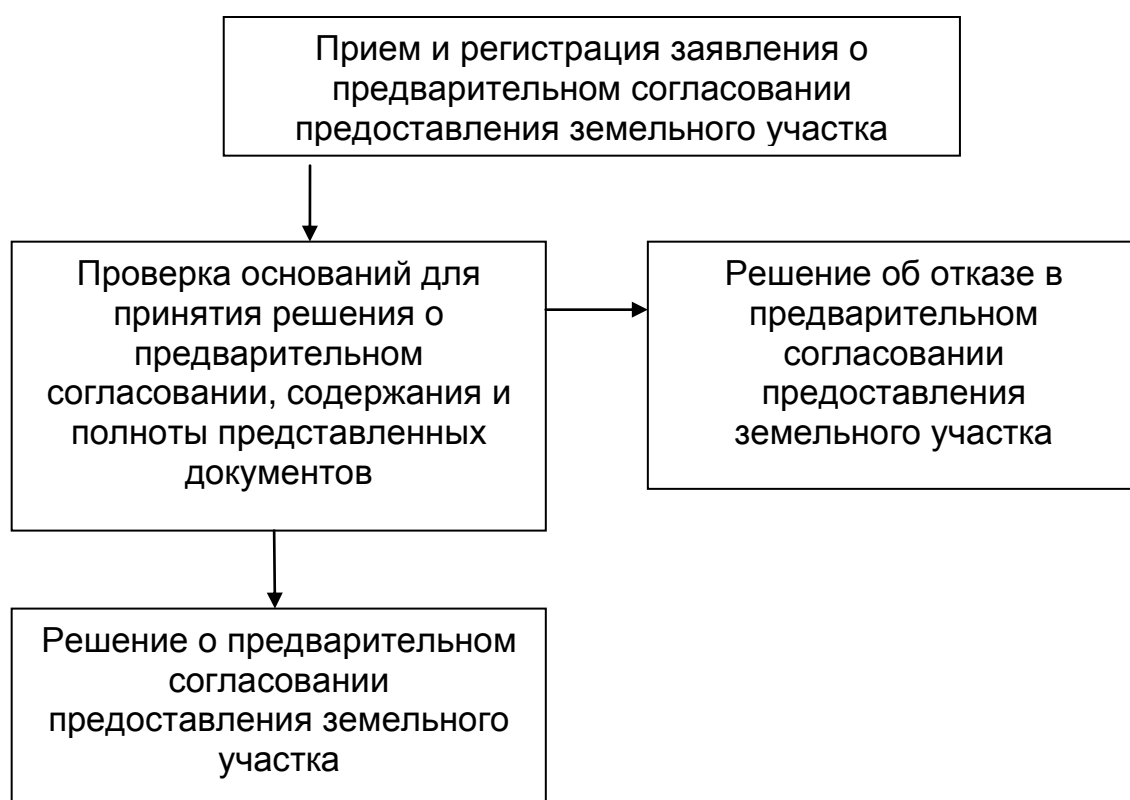 Прием и регистрация заявления о
предварительном согласовании
предоставления земельного участка
Проверка оснований для
принятия решения о
предварительном
согласовании, содержания и
полноты представленных
документов
Решение об отказе в
предварительном
согласовании
предоставления
земельного участка
Решение о предварительном
согласовании
предоставления земельного
участка